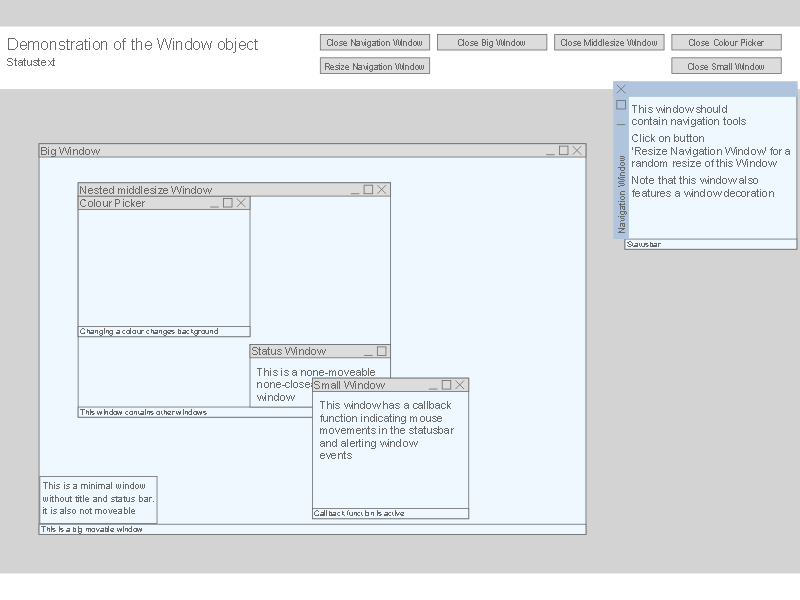 Demonstration of the Window object
Statustext
Close Navigation Window
Close Big Window
Close Middlesize Window
Close Colour Picker
Resize Navigation Window
Close Small Window
Navigation Window
This window should
contain navigation tools
Click on button
'Resize Navigation Window' for a
random resize of this Window
Note that this window also
features a window decoration
Statusbar
Big Window
Nested middlesize Window
Colour Picker
Changing a colour changes background
Status Window
This is a none-moveable
none-close
window
This window contains other windows
Small Window
This window has a callback
function indicating mouse
movements in the statusbar
and alerting window
events
Callback function is active
This is a minimal window
without title and status bar.
it is also not moveable
This is a big movable window